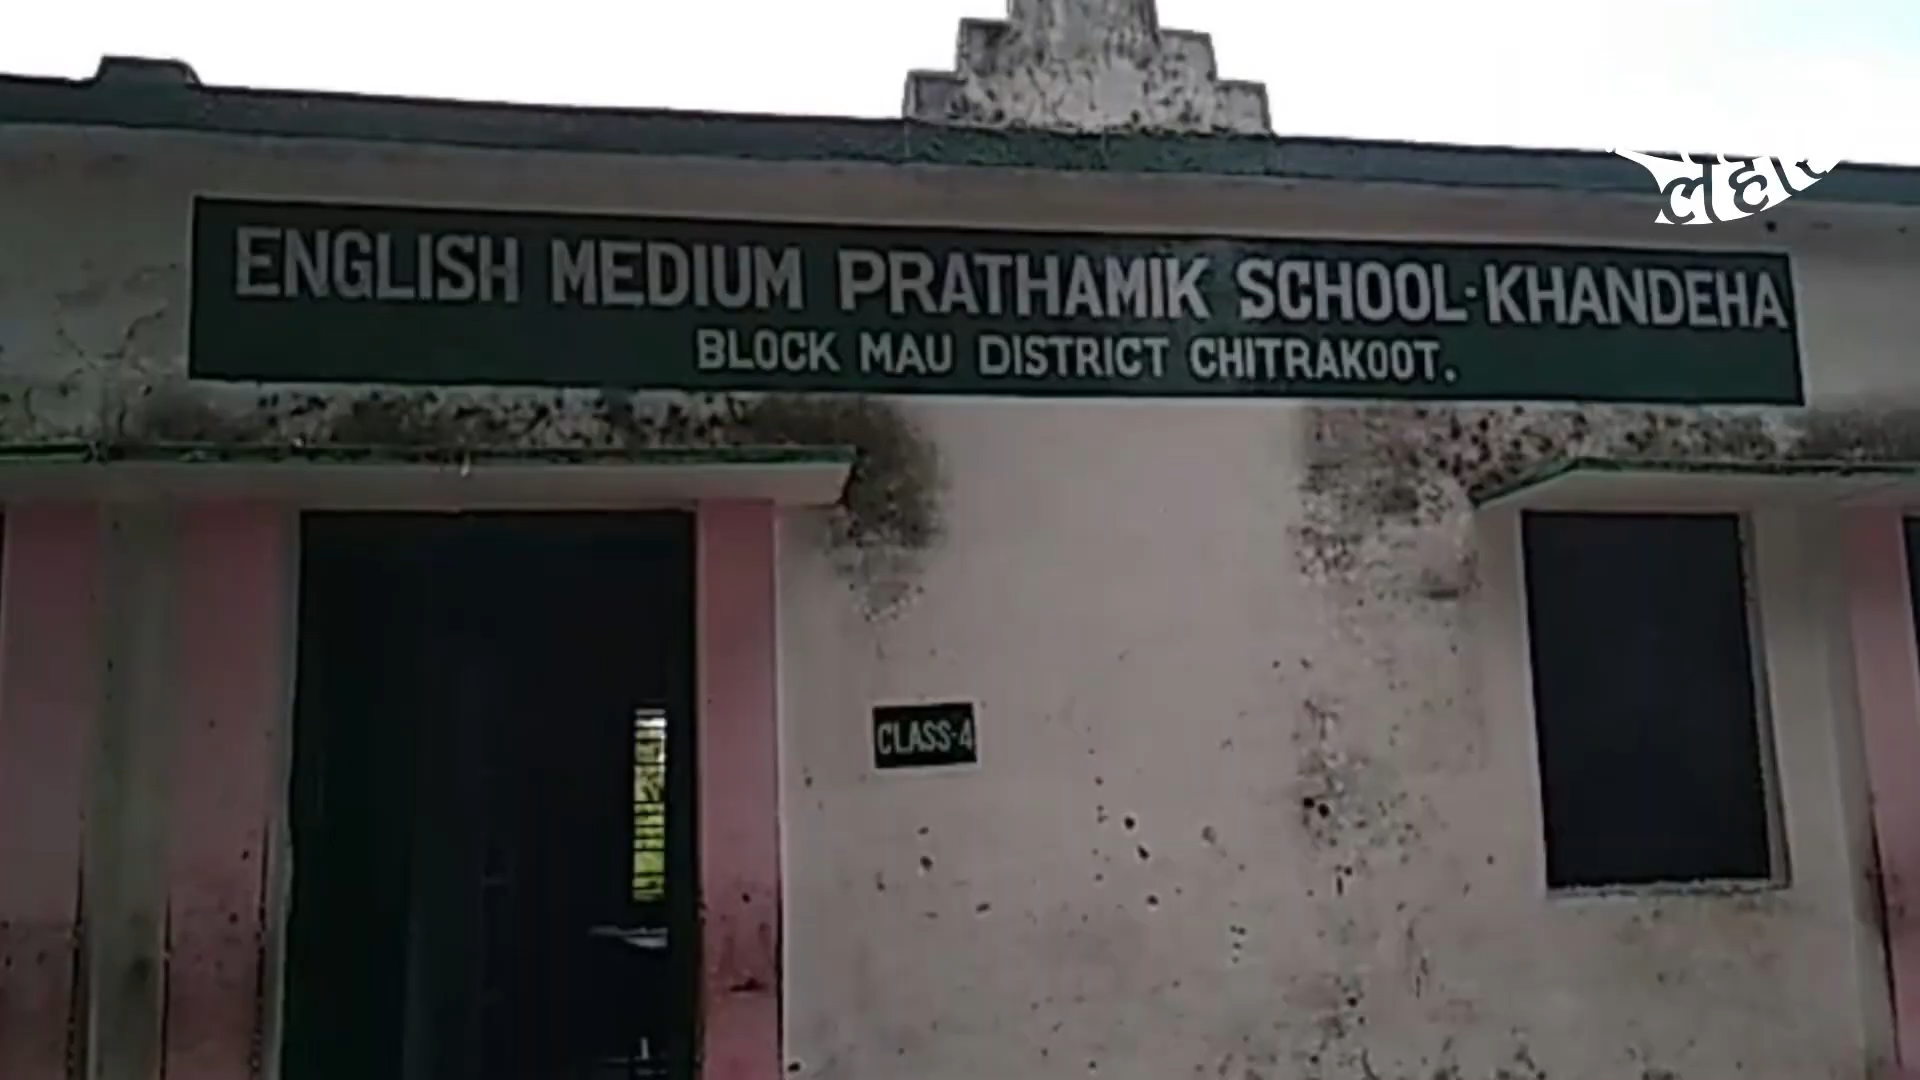 ENGLISH MEDIUM PRATHAMIK SCHOOL·KHANDEHA
BLOCK MAU DISTRICT CHITRAKOOT.
CLASS-4